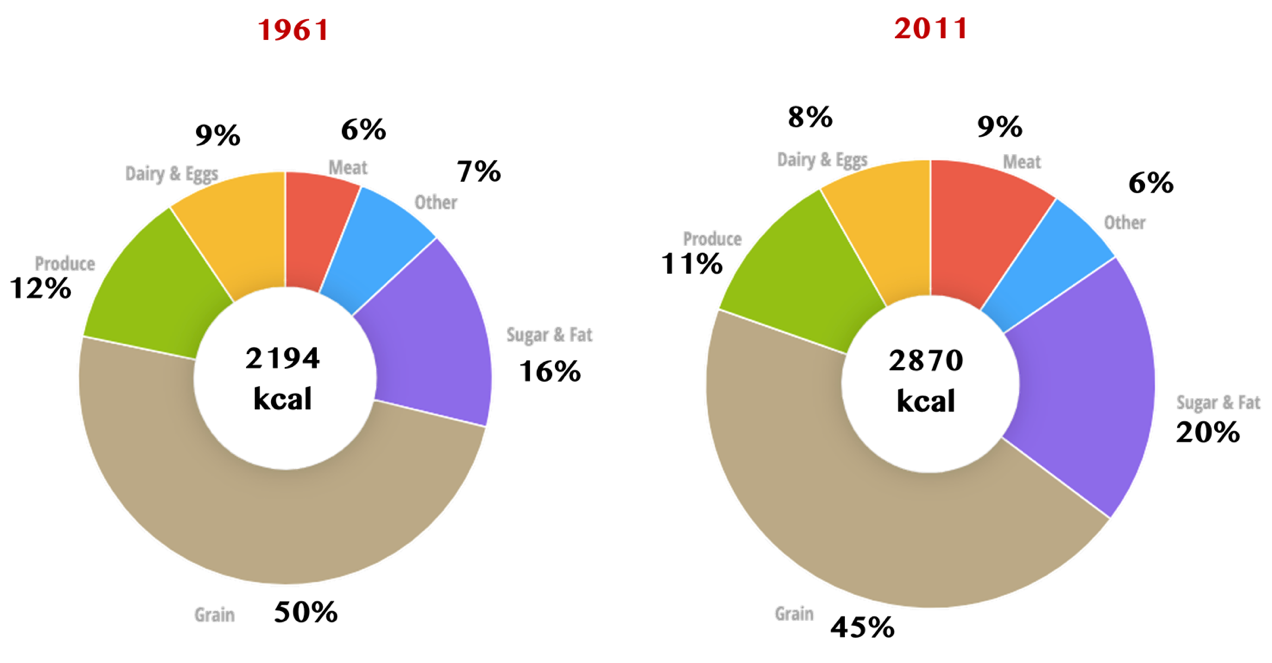 1961
9%
Dairy & Eggs
6%
Meat
7%
Other
Produce
12%
2194
kcal
Sugar & Fat
16%
Grain
50%
2011
8%
Dairy & Eggs
9%
Meat
6%
Other
Produce
11%
2870
kcal
Sugar & Fat
20%
Grain
45%